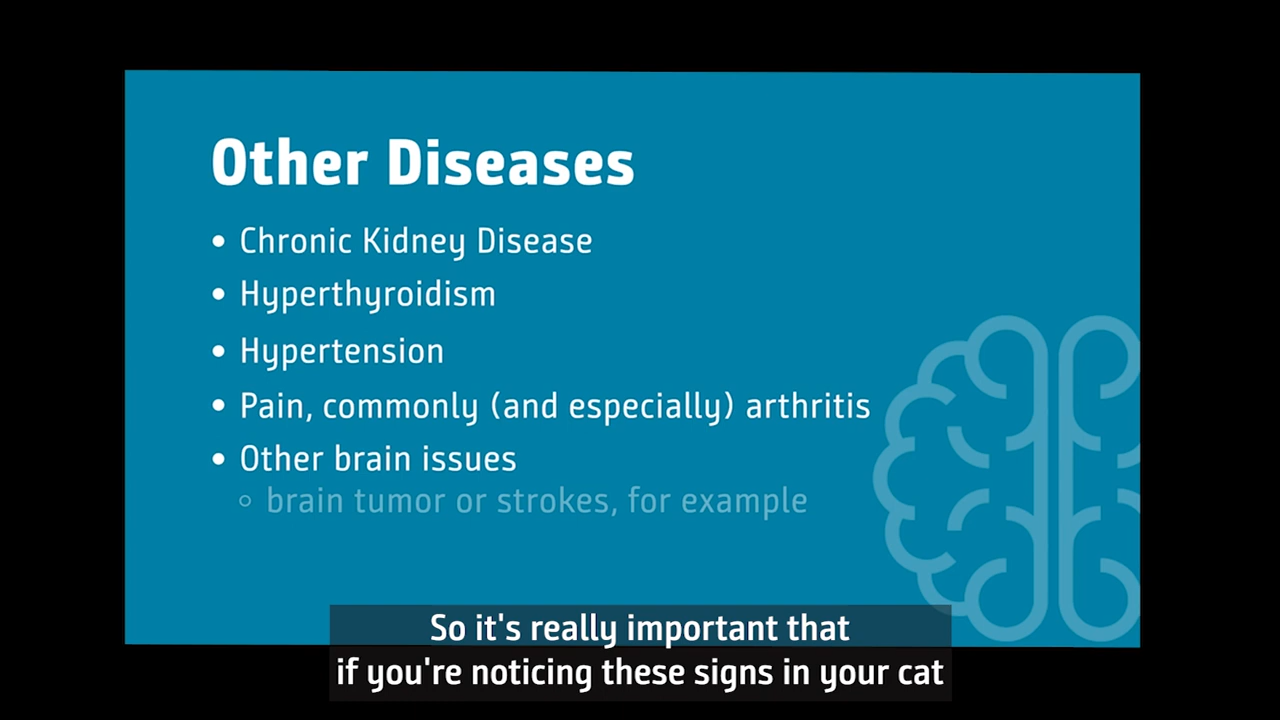 Other Diseases
• Chronic Kidney Disease
• Hyperthyroidism
• Hypertension
• Pain, commonly (and especially) arthritis
• Other brain issues
◦ brain tumor or strokes, for example
So it's really important that
if you're noticing these signs in your cat